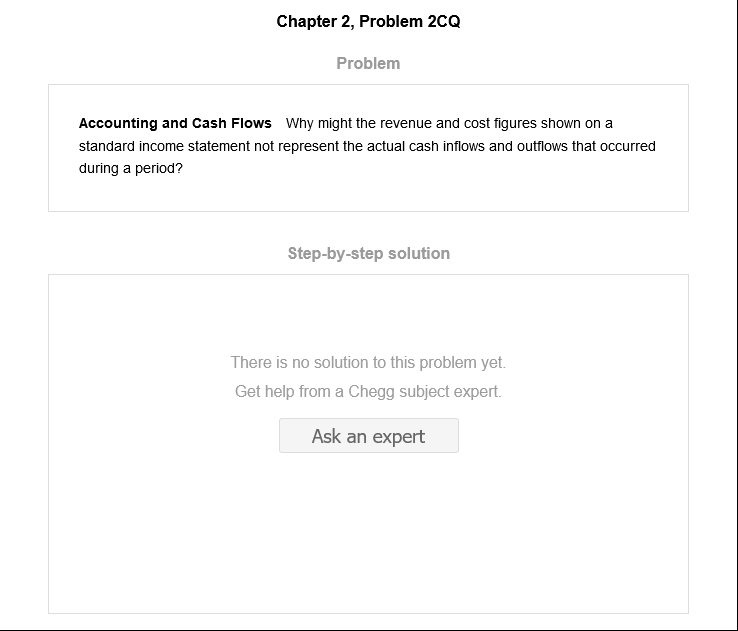 Chapter 2, Problem 2CQ
Problem
Accounting and Cash Flows Why might the revenue and cost figures shown on a
standard income statement not represent the actual cash inflows and outflows that occurred
during a period?
Step-by-step solution
There is no solution to this problem yet.
Get help from a Chegg subject expert.
Ask an expert